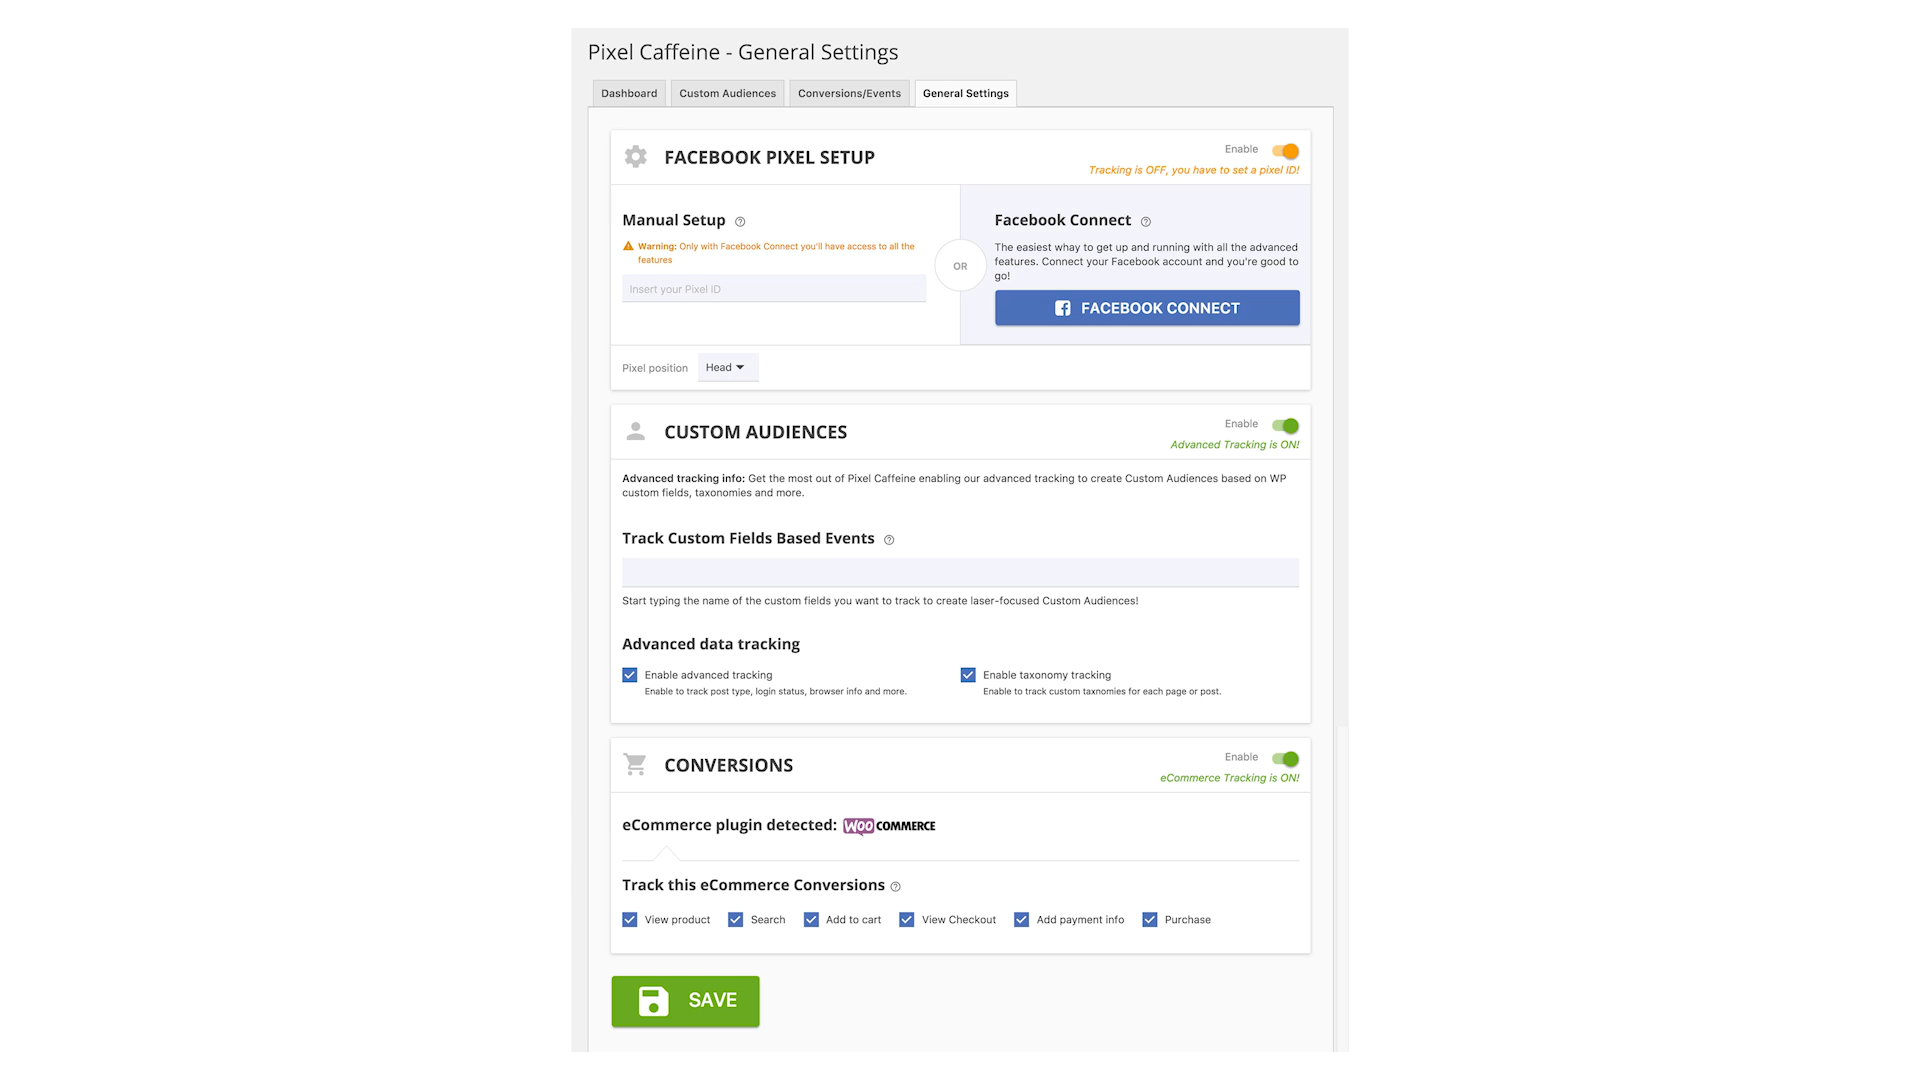 Pixel Caffeine - General Settings
Dashboard
Custom Audiences
Conversions/Events
General Settings
FACEBOOK PIXEL SETUP
Enable
Tracking is OFF, you have to set a pixel ID!
Manual Setup
Warning: Only with Facebook Connect you'll have access to all the
features
Insert your Pixel ID
OR
Facebook Connect
The easiest whay to get up and running with all the advanced
features. Connect your Facebook account and you're good to
go!
FACEBOOK CONNECT
Pixel position
Head
CUSTOM AUDIENCES
Enable
Advanced Tracking is ON!
Advanced tracking info: Get the most out of Pixel Caffeine enabling our advanced tracking to create Custom Audiences based on WP
custom fields, taxonomies and more.
Track Custom Fields Based Events
Start typing the name of the custom fields you want to track to create laser-focused Custom Audiences!
Advanced data tracking
Enable advanced tracking
Enable to track post type, login status, browser info and more.
Enable taxonomy tracking
Enable to track custom taxnomies for each page or post.
CONVERSIONS
Enable
eCommerce Tracking is ON!
eCommerce plugin detected: WOO COMMERCE
Track this eCommerce Conversions
View product
Search
Add to cart
View Checkout
Add payment info
Purchase
SAVE